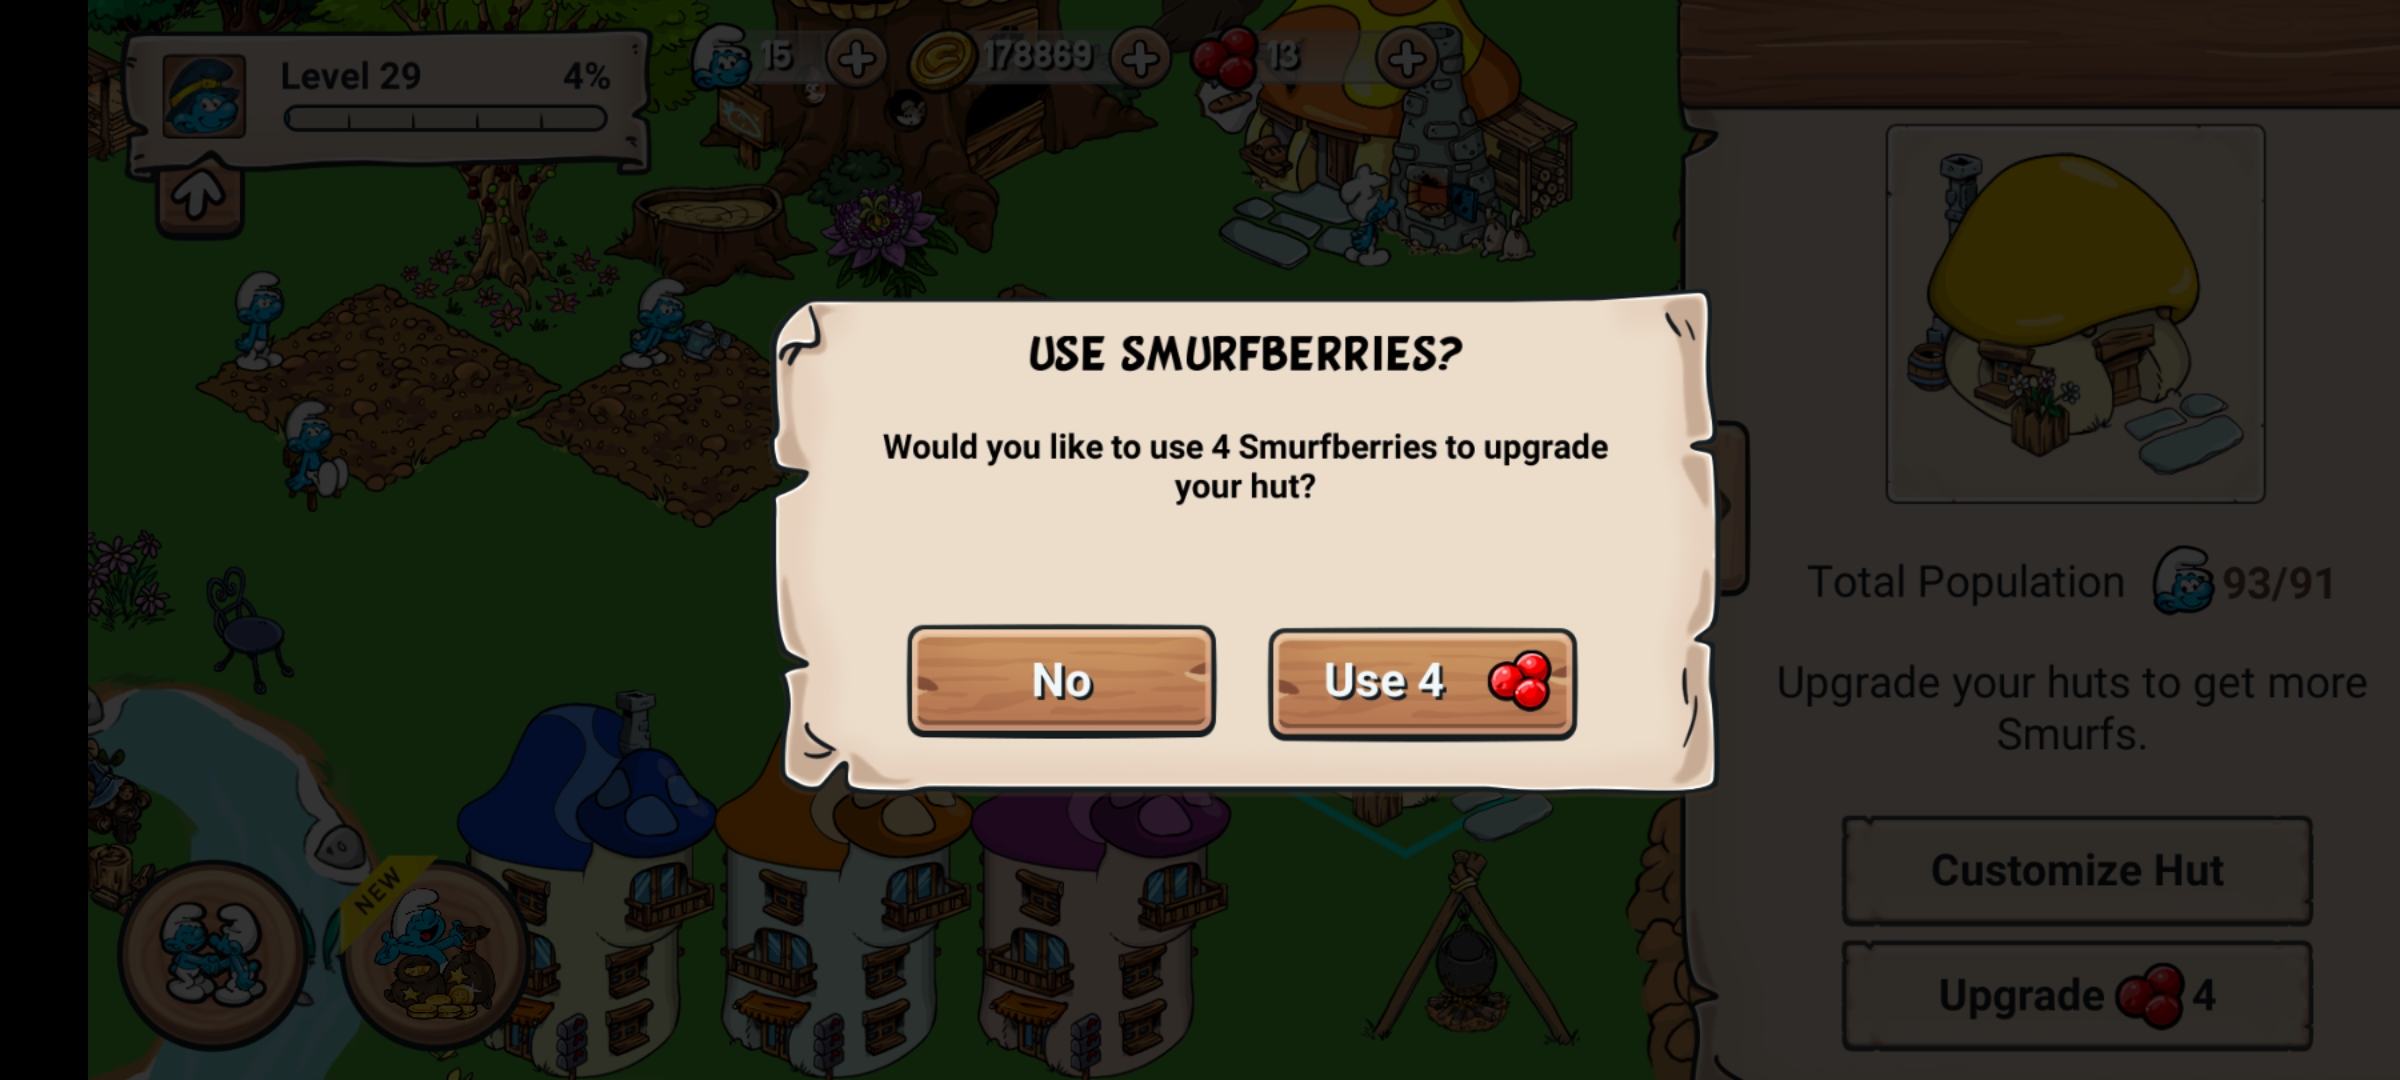 Level 29 4%
15
178869
13
USE SMURFBERRIES?
Would you like to use 4 Smurfberries to upgrade
your hut?
No
Use 4
Total Population 93/91
Upgrade your huts to get more
Smurfs.
Customize Hut
Upgrade 4
NEW